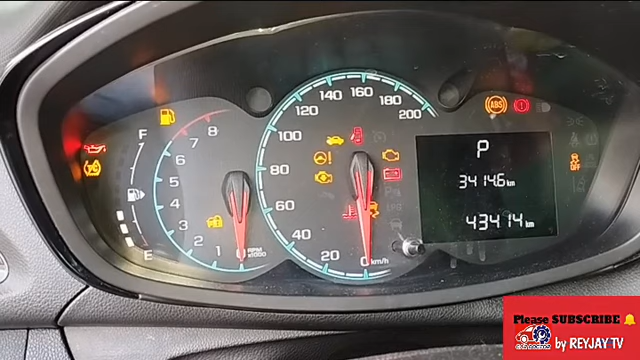 F
E
8
7
6
5
4
3
2
1
0
RPM
x1000
200
180
160
140
120
100
80
60
40
20
0
km/h
ABS
P
3414.6 km
43414 km
OFF
Please SUBSCRIBE
by REYJAY TV